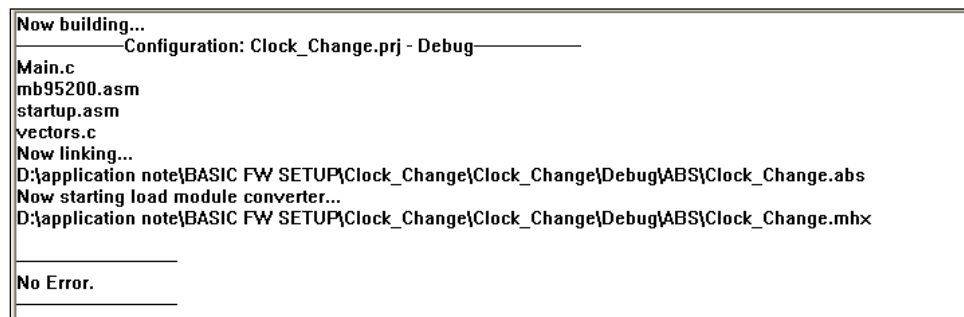 Now building...
--------------------Configuration: Clock_Change.prj - Debug--------------------
Main.c
mb95200.asm
startup.asm
vectors.c
Now linking...
D:\application note\BASIC FW SETUP\Clock_Change\Clock_Change\Debug\ABS\Clock_Change.abs
Now starting load module converter...
D:\application note\BASIC FW SETUP\Clock_Change\Clock_Change\Debug\ABS\Clock_Change.mhx
------------------------------
No Error.
------------------------------